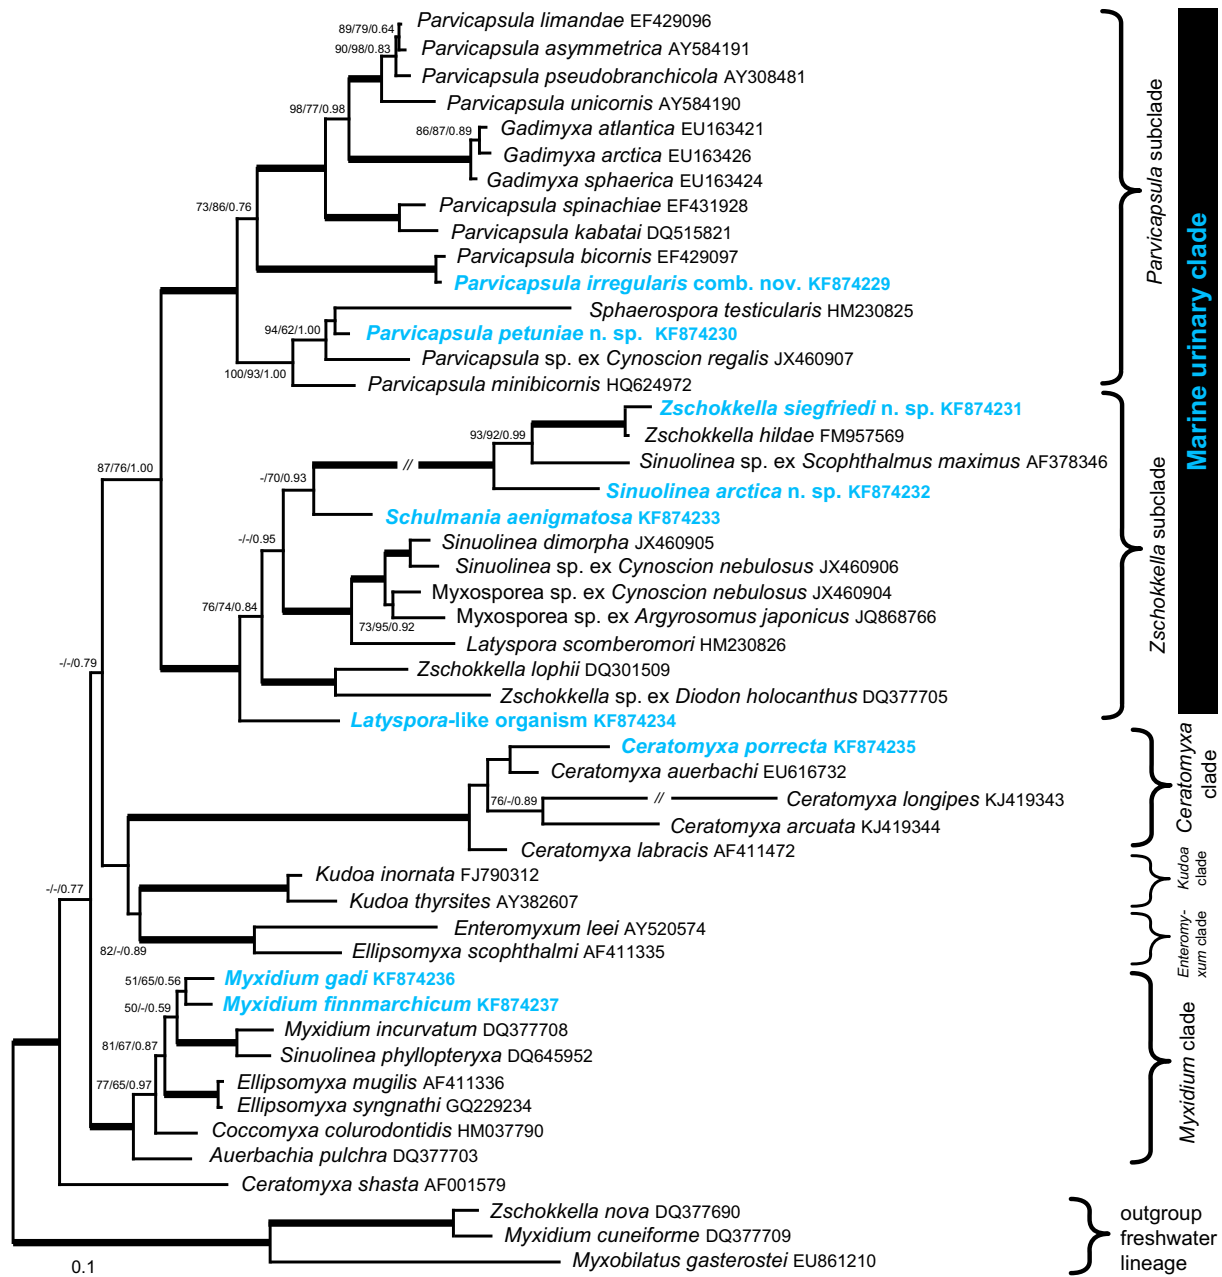 89/79/0.64
Parvicapsula limandae EF429096
90/98/0.83
Parvicapsula asymmetrica AY584191
Parvicapsula pseudobranchicola AY308481
98/77/0.98
Parvicapsula unicornis AY584190
86/87/0.89
Gadimyxa atlantica EU163421
Gadimyxa arctica EU163426
Gadimyxa sphaerica EU163424
73/86/0.76
Parvicapsula spinachiae EF431928
Parvicapsula kabatai DQ515821
Parvicapsula bicornis EF429097
Parvicapsula irregularis comb. nov. KF874229
Sphaerospora testicularis HM230825
94/62/1.00
Parvicapsula petuniae n. sp. KF874230
Parvicapsula sp. ex Cynoscion regalis JX460907
100/93/1.00
Parvicapsula minibicornis HQ624972
Parvicapsula subclade
Marine urinary clade
Zschokkella siegfriedi n. sp. KF874231
93/92/0.99
Zschokkella hildae FM957569
87/76/1.00
//
Sinuolinea sp. ex Scophthalmus maximus AF378346
-/70/0.93
Sinuolinea arctica n. sp. KF874232
Schulmania aenigmatosa KF874233
-/-/0.95
Sinuolinea dimorpha JX460905
Sinuolinea sp. ex Cynoscion nebulosus JX460906
Myxosporea sp. ex Cynoscion nebulosus JX460904
76/74/0.84
Myxosporea sp. ex Argyrosomus japonicus JQ868766
73/95/0.92
Latyspora scomberomori HM230826
-/-/0.79
Zschokkella lophii DQ301509
Zschokkella sp. ex Diodon holocanthus DQ377705
Latyspora-like organism KF874234
Zschokkella subclade
Ceratomyxa porrecta KF874235
Ceratomyxa auerbachi EU616732
76/-/0.89
//
Ceratomyxa longipes KJ419343
Ceratomyxa arcuata KJ419344
Ceratomyxa labracis AF411472
Ceratomyxa
clade
Kudoa inornata FJ790312
-/-/0.77
Kudoa thyrsites AY382607
Kudoa
clade
Enteromyxum leei AY520574
82/-/0.89
Ellipsomyxa scophthalmi AF411335
Enteromy-
xum clade
51/65/0.56
Myxidium gadi KF874236
Myxidium finnmarchicum KF874237
50/-/0.59
Myxidium incurvatum DQ377708
81/67/0.87
Sinuolinea phyllopteryxa DQ645952
77/65/0.97
Ellipsomyxa mugilis AF411336
Ellipsomyxa syngnathi GQ229234
Coccomyxa colurodontidis HM037790
Auerbachia pulchra DQ377703
Myxidium clade
Ceratomyxa shasta AF001579
Zschokkella nova DQ377690
Myxidium cuneiforme DQ377709
Myxobilatus gasterostei EU861210
outgroup
freshwater
lineage
0.1